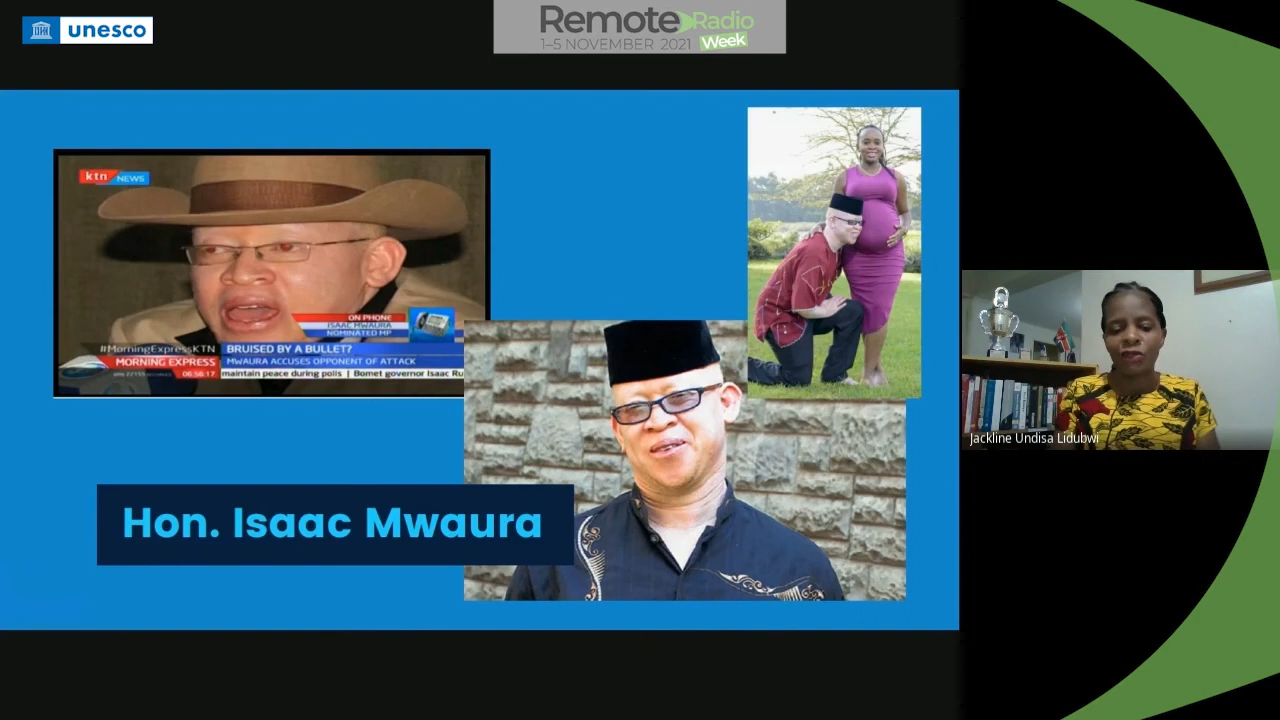 unesco
Remote Radio
1–5 NOVEMBER 2021 Week
ktn NEWS
ON PHONE
ISAAC MWAURA
NOMINATED MP
#MorningExpressKTN
BRUISED BY A BULLET?
MORNING EXPRESS
MWAURA ACCUSES OPPONENT OF ATTACK
06:56:17
maintain peace during polls | Bomet governor Isaac Ru
Hon. Isaac Mwaura
Jackline Undisa Lidubwi